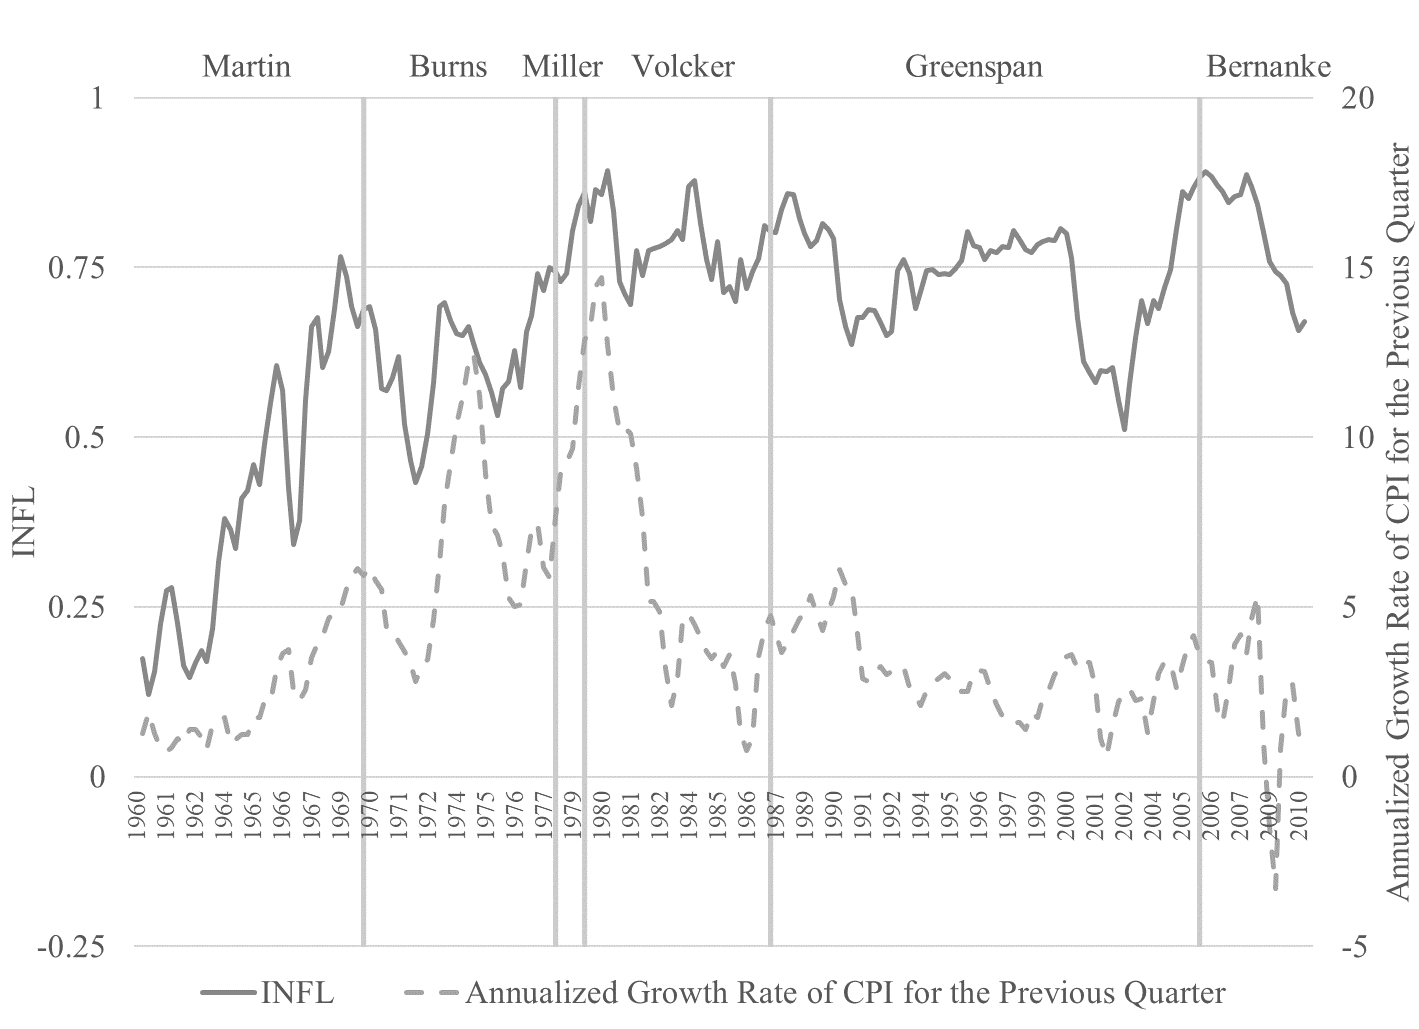 Martin Burns Miller Volcker Greenspan Bernanke
1
0.75
0.5
0.25
0
-0.25
INFL
20
15
10
5
0
-5
Annualized Growth Rate of CPI for the Previous Quarter
1960 1961 1962 1964 1965 1966 1967 1969 1970 1971 1972 1974 1975 1976 1977 1979 1980 1981 1982 1984 1985 1986 1987 1989 1990 1991 1992 1994 1995 1996 1997 1999 2000 2001 2002 2004 2005 2006 2007 2009 2010
INFL Annualized Growth Rate of CPI for the Previous Quarter